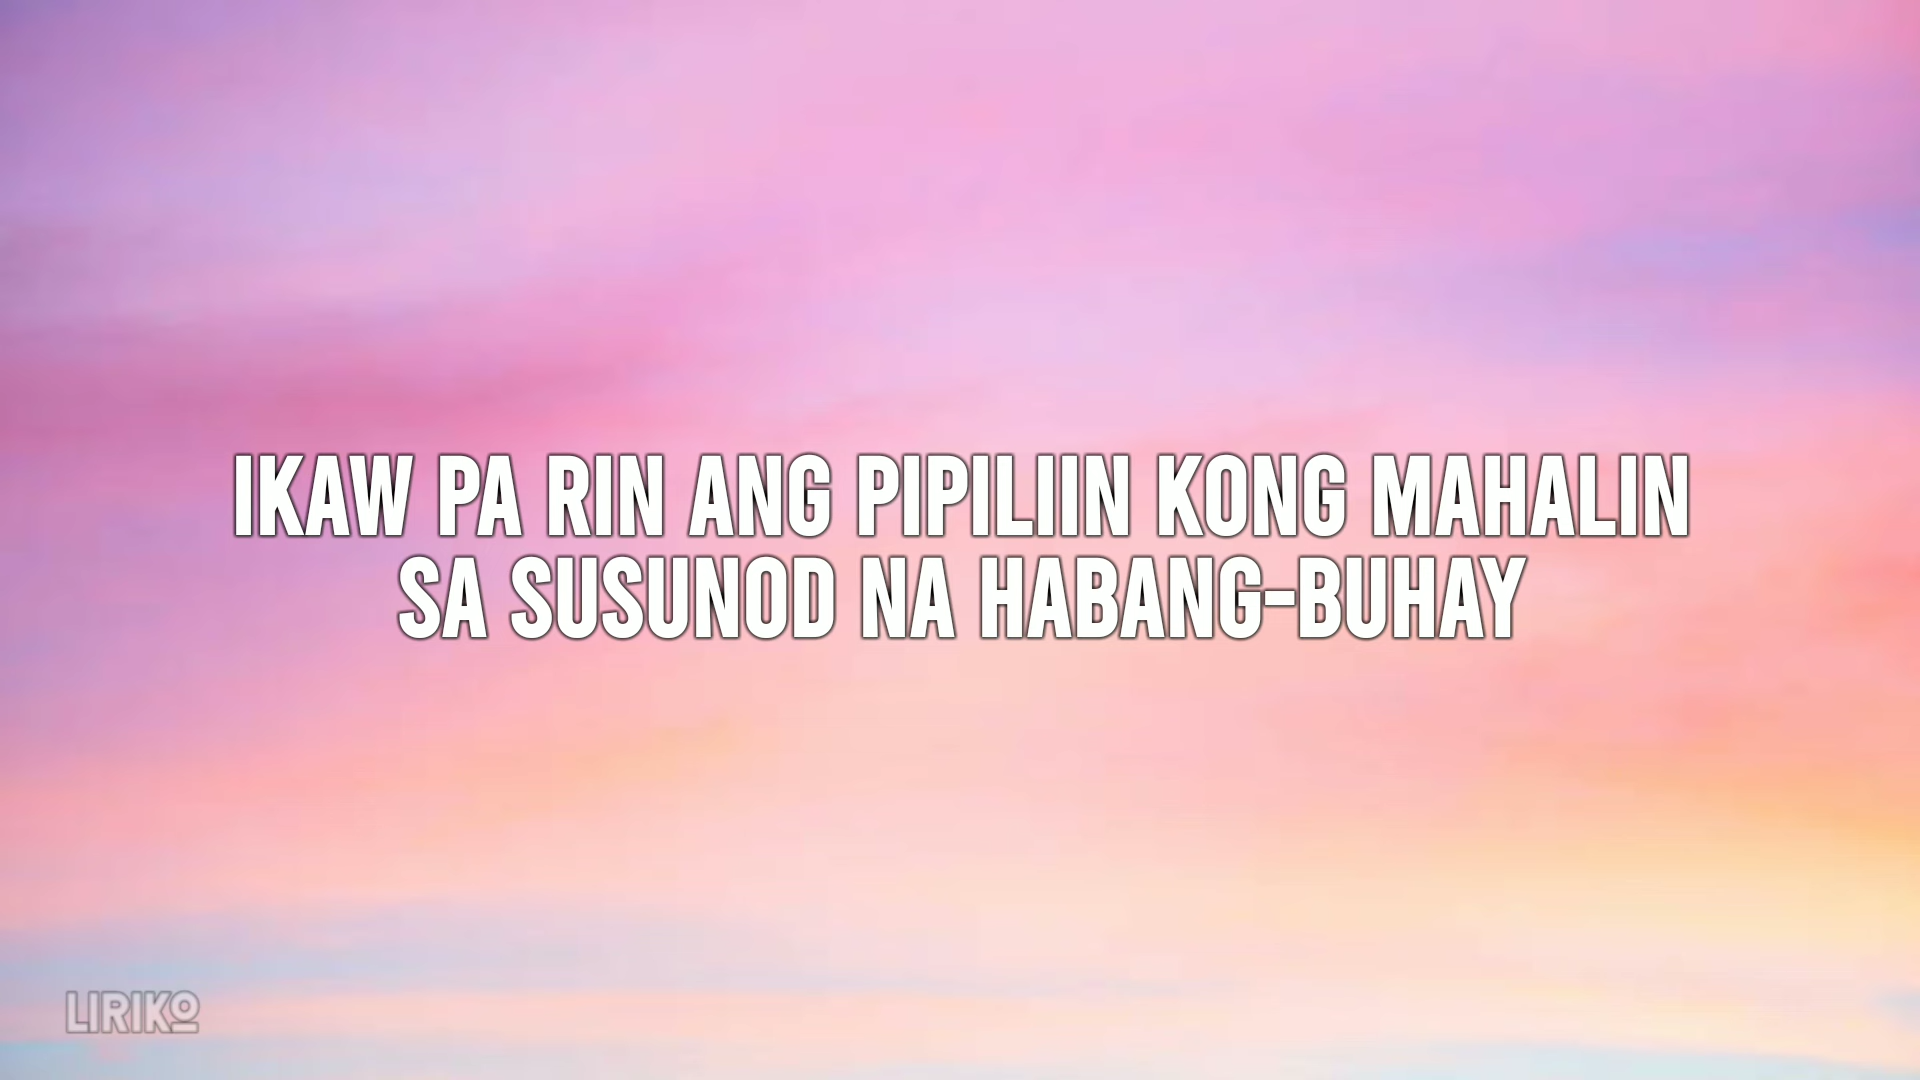 IKAW PA RIN ANG PIPILIIN KONG MAHALIN
SA SUSUNOD NA HABANG-BUHAY
LIRIKO